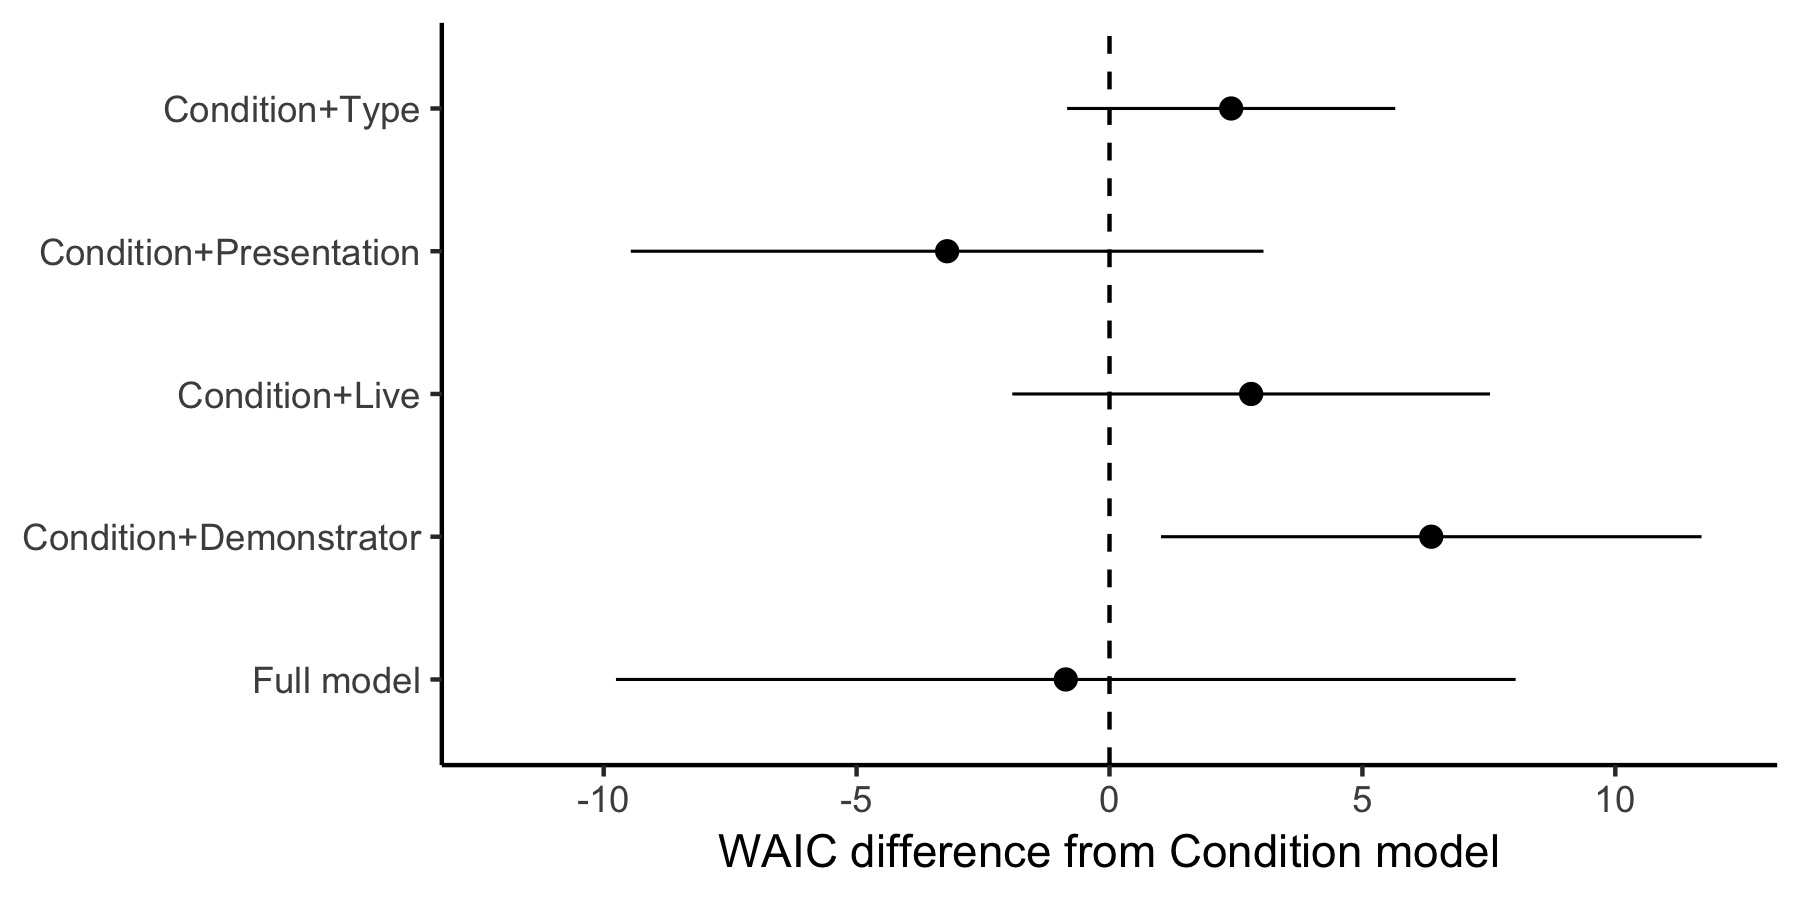 Condition+Type
Condition+Presentation
Condition+Live
Condition+Demonstrator
Full model
-10 -5 0 5 10
WAIC difference from Condition model